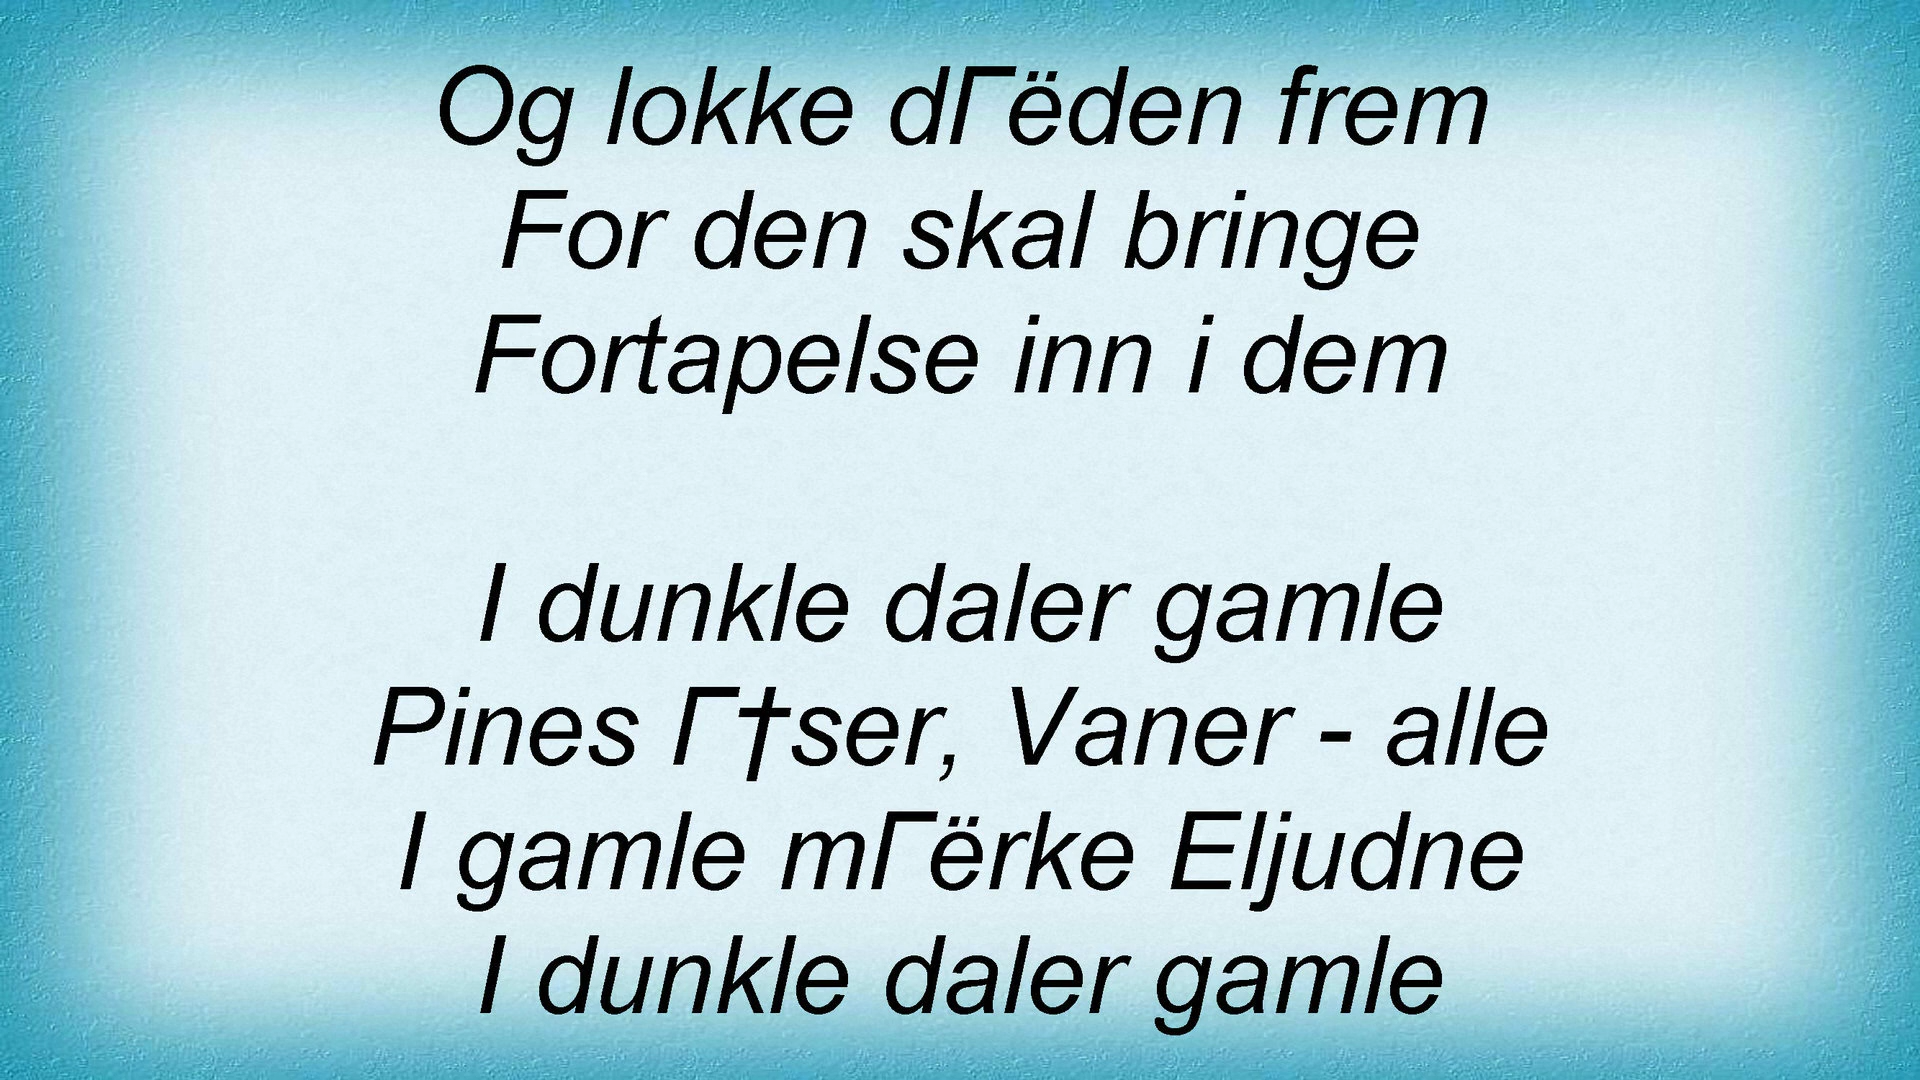 Og lokke dГёden frem
For den skal bringe
Fortapelse inn i dem
I dunkle daler gamle
Pines Г†ser, Vaner - alle
I gamle mГёrke Eljudne
I dunkle daler gamle